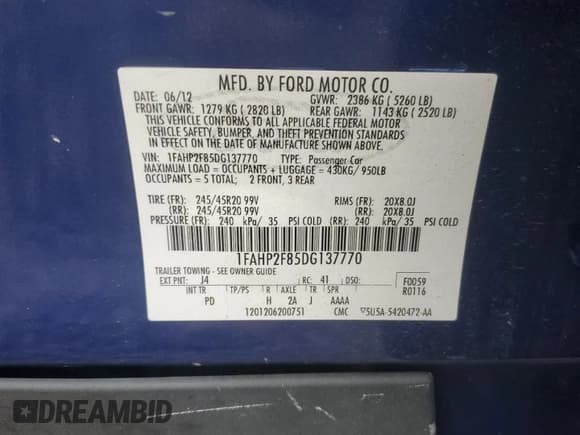 MFD. BY FORD MOTOR CO.
DATE: 06/12 GVWR: 2386 KG ( 5260 LB)
FRONT GAWR: 1279 KG ( 2820 LB) REAR GAWR: 1143 KG ( 2520 LB)
THIS VEHICLE CONFORMS TO ALL APPLICABLE FEDERAL MOTOR
VEHICLE SAFETY, BUMPER, AND THEFT PREVENTION STANDARDS
IN EFFECT ON THE DATE OF MANUFACTURE SHOWN ABOVE.
VIN: 1FAHP2F85DG137770 TYPE: Passenger Car
MAXIMUM LOAD = OCCUPANTS + LUGGAGE = 430KG/ 950LB
OCCUPANTS = 5 TOTAL; 2 FRONT, 3 REAR
TIRE (FR): 245/45R20 99V RIMS (FR): 20X8.0J
(RR): 245/45R20 99V (RR): 20X8.0J
PRESSURE (FR): 240 kPa/ 35 PSI COLD (RR): 240 kPa/ 35 PSI COLD
1FAHP2F85DG137770
TRAILER TOWING - SEE OWNER GUIDE
EXT PNT: J4 RC: 41 DSO: F0059
INT TR TP/PS R AXLE TR SPR R0116
PD H 2A J AAAA
1201206200751 CMC ▽5U5A-5420472-AA
DREAMBID